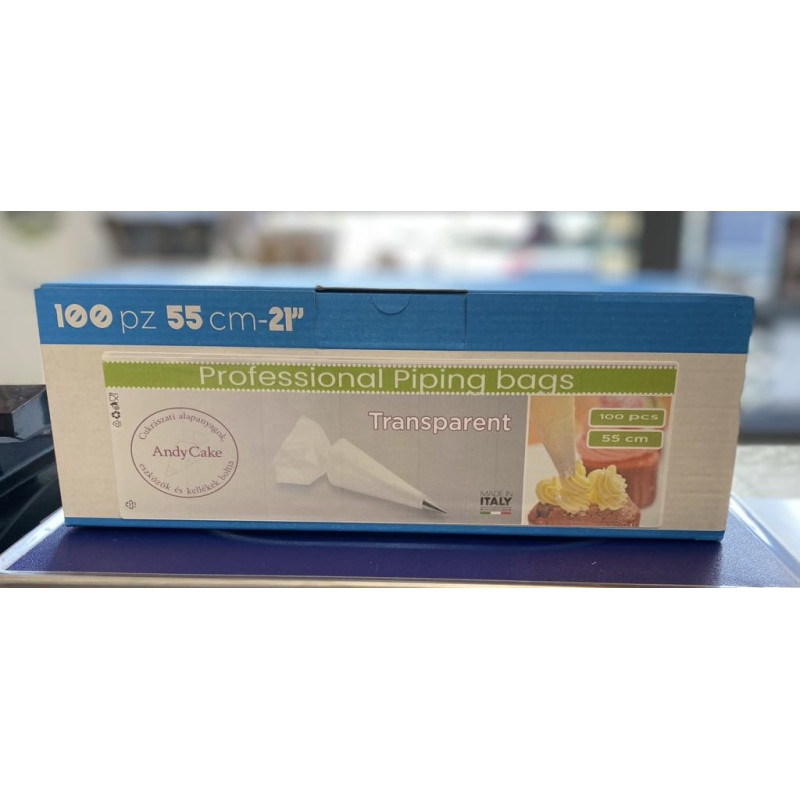 100 pz 55 cm-21"
Professional Piping bags
Cukrászati alapanyagok,
AndyCake
eszközök és kellékek boltja
Transparent
100 pcs
55 cm
MADE IN
ITALY